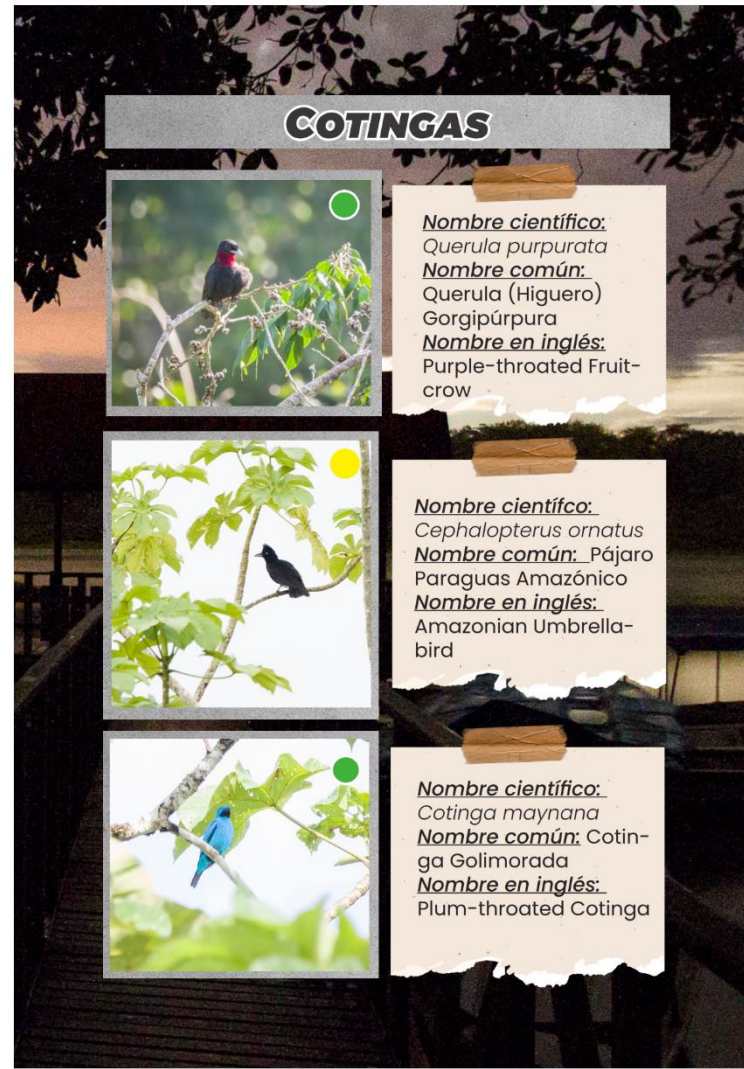 COTINGAS
Nombre científico:
Querula purpurata
Nombre común:
Querula (Higuero)
Gorgipúrpura
Nombre en inglés:
Purple-throated Fruit-
crow
Nombre científco:
Cephalopterus ornatus
Nombre común: Pájaro
Paraguas Amazónico
Nombre en inglés:
Amazonian Umbrella-
bird
Nombre científico:
Cotinga maynana
Nombre común: Cotin-
ga Golimorada
Nombre en inglés:
Plum-throated Cotinga